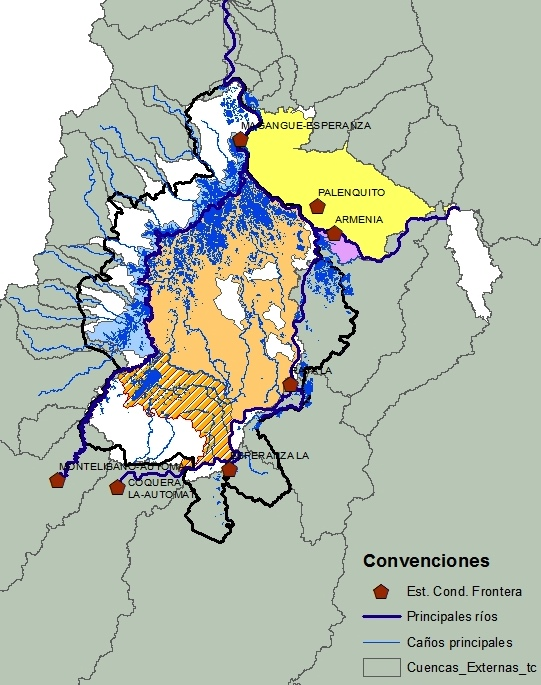 MAGANGUE-ESPERANZA
PALENQUITO
ARMENIA
LA
ESPERANZA LA
MONTELIBANO-AUTOMA
COQUERA
LA-AUTOMAT
Convenciones
Est. Cond. Frontera
Principales ríos
Caños principales
Cuencas_Externas_tc